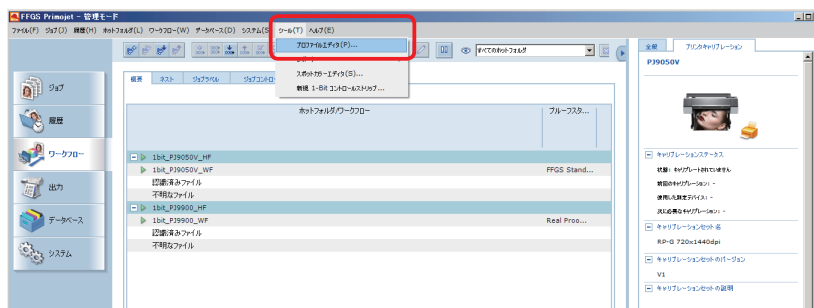 FFGS Primojet - 管理モード
ファイル(F) ジョブ(J) 履歴(H) ホットフォルダ(L) ワークフロー(W) データベース(D) システム(S) ツール(T) ヘルプ(E)
プロファイルエディタ(P)...
スポットカラーエディタ(S)...
新規 1-Bit コントロールストリップ...
すべてのホットフォルダ
概要 ネスト ジョブラベル ジョブコントロ
ジョブ
履歴
ワークフロー
出力
データベース
システム
ホットフォルダ/ワークフロー
プルーフスタ...
1bit_PJ9050V_HF
1bit_PJ9050V_WF FFGS Stand...
認識済みファイル
不明なファイル
1bit_PJ9900_HF
1bit_PJ9900_WF Real Proo...
認識済みファイル
不明なファイル
全般 プリンタキャリブレーション
PJ9050V
キャリブレーションステータス
状態: キャリブレートされていません
前回のキャリブレーション: -
使用した測定デバイス: -
次に必要なキャリブレーション: -
キャリブレーションセット名
RP-G 720x1440dpi
キャリブレーションセットのバージョン
V1
キャリブレーションセットの説明